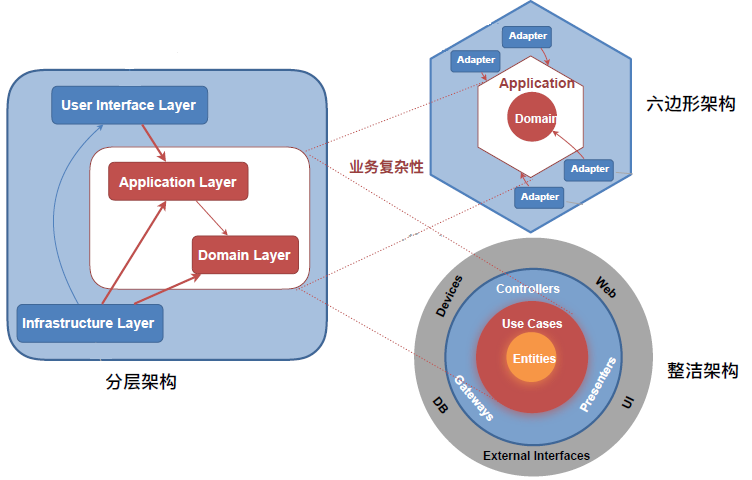 User Interface Layer
Application Layer
Domain Layer
Infrastructure Layer
分层架构
业务复杂性
Adapter
Adapter
Application
Domain
Adapter
Adapter
六边形架构
Devices
Web
Controllers
Use Cases
Entities
Gateways
Presenters
DB
UI
External Interfaces
整洁架构